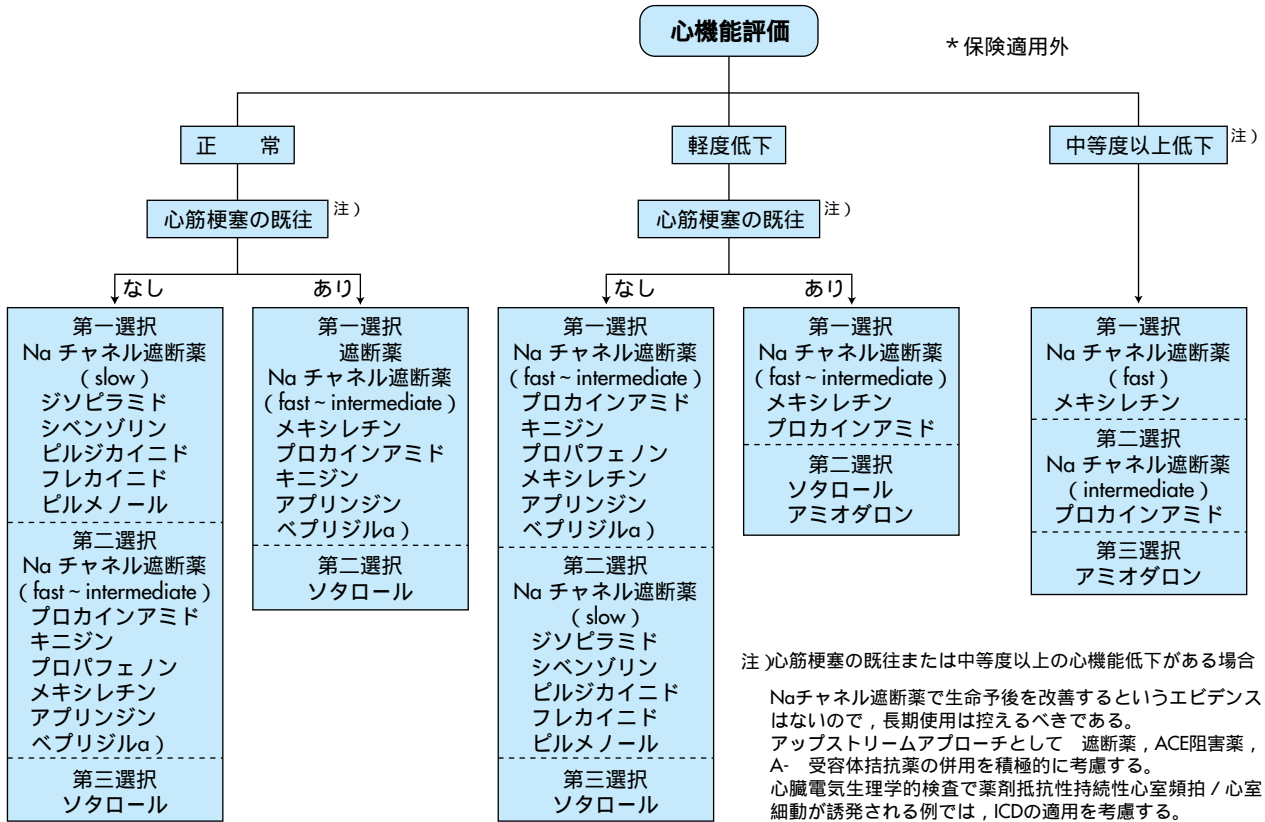 心機能評価
＊保険適用外
正　常
軽度低下
中等度以上低下 注）
心筋梗塞の既往 注）
心筋梗塞の既往 注）
なし
あり
なし
あり
第一選択
Na チャネル遮断薬
（slow）
ジソピラミド
シベンゾリン
ピルジカイニド
フレカイニド
ピルメノール
第二選択
Na チャネル遮断薬
（fast～intermediate）
プロカインアミド
キニジン
プロパフェノン
メキシレチン
アプリンジン
ベプリジルa）
第三選択
ソタロール
第一選択
遮断薬
Na チャネル遮断薬
（fast～intermediate）
メキシレチン
プロカインアミド
キニジン
アプリンジン
ベプリジルa）
第二選択
ソタロール
第一選択
Na チャネル遮断薬
（fast～intermediate）
プロカインアミド
キニジン
プロパフェノン
メキシレチン
アプリンジン
ベプリジルa）
第二選択
Na チャネル遮断薬
（slow）
ジソピラミド
シベンゾリン
ピルジカイニド
フレカイニド
ピルメノール
第三選択
ソタロール
第一選択
Na チャネル遮断薬
（fast～intermediate）
メキシレチン
プロカインアミド
第二選択
ソタロール
アミオダロン
第一選択
Na チャネル遮断薬
（fast）
メキシレチン
第二選択
Na チャネル遮断薬
（intermediate）
プロカインアミド
第三選択
アミオダロン
注）心筋梗塞の既往または中等度以上の心機能低下がある場合
Naチャネル遮断薬で生命予後を改善するというエビデンス
はないので，長期使用は控えるべきである。
アップストリームアプローチとして　遮断薬，ACE阻害薬，
A-　受容体拮抗薬の併用を積極的に考慮する。
心臓電気生理学的検査で薬剤抵抗性持続性心室頻拍／心室
細動が誘発される例では，ICDの適用を考慮する。